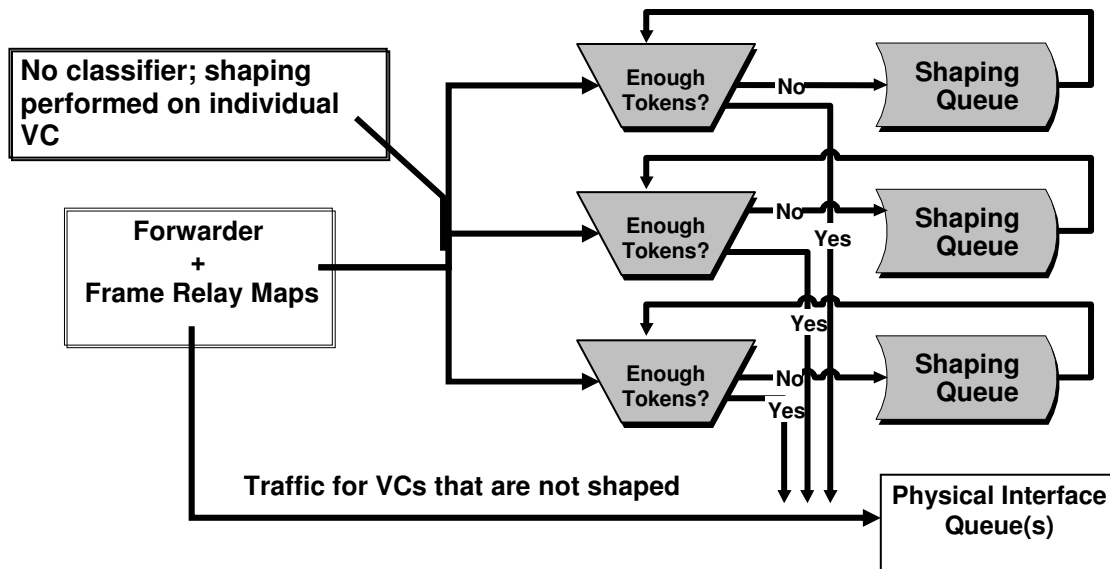 No classifier; shaping
performed on individual
VC
Enough
Tokens?
No
Shaping
Queue
Forwarder
+
Frame Relay Maps
Enough
Tokens?
No
Shaping
Queue
Yes
Yes
Enough
Tokens?
No
Shaping
Queue
Yes
Traffic for VCs that are not shaped
Physical Interface
Queue(s)